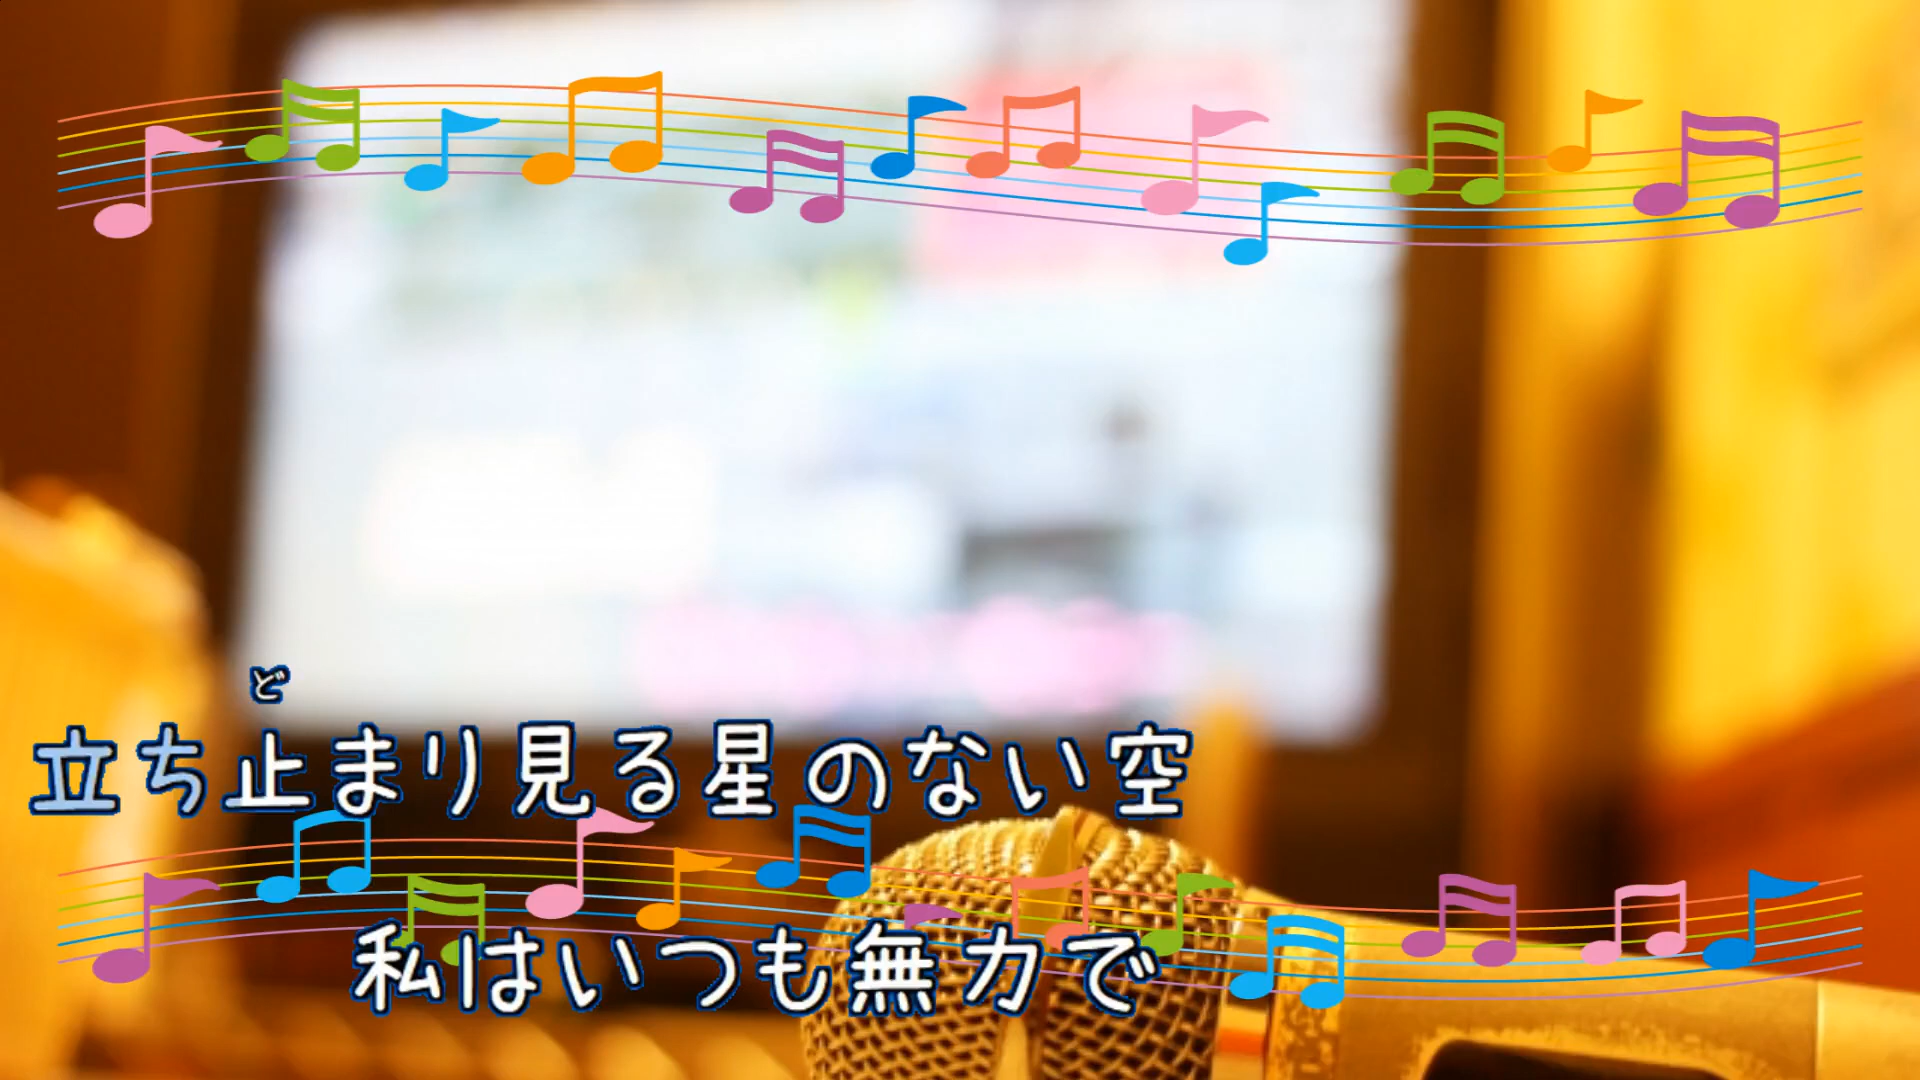 ど
立ち止まり見る星のない空
私はいつも無力で